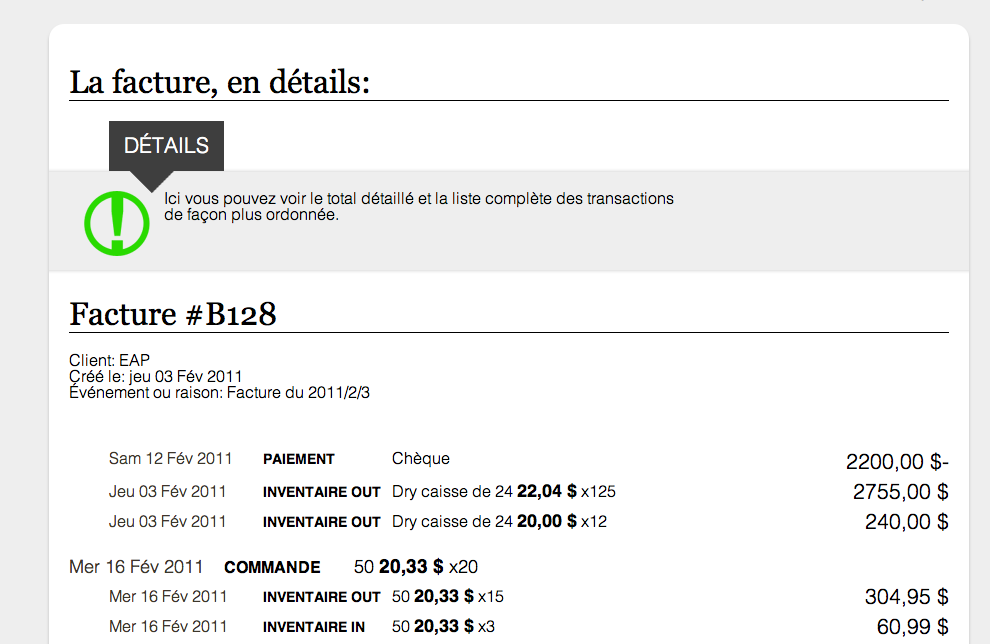 La facture, en détails:
DÉTAILS
Ici vous pouvez voir le total détaillé et la liste complète des transactions
de façon plus ordonnée.
Facture #B128
Client: EAP
Créé le: jeu 03 Fév 2011
Événement ou raison: Facture du 2011/2/3
Sam 12 Fév 2011 PAIEMENT Chèque 2200,00 $-
Jeu 03 Fév 2011 INVENTAIRE OUT Dry caisse de 24 22,04 $ x125 2755,00 $
Jeu 03 Fév 2011 INVENTAIRE OUT Dry caisse de 24 20,00 $ x12 240,00 $
Mer 16 Fév 2011 COMMANDE 50 20,33 $ x20
Mer 16 Fév 2011 INVENTAIRE OUT 50 20,33 $ x15 304,95 $
Mer 16 Fév 2011 INVENTAIRE IN 50 20,33 $ x3 60,99 $